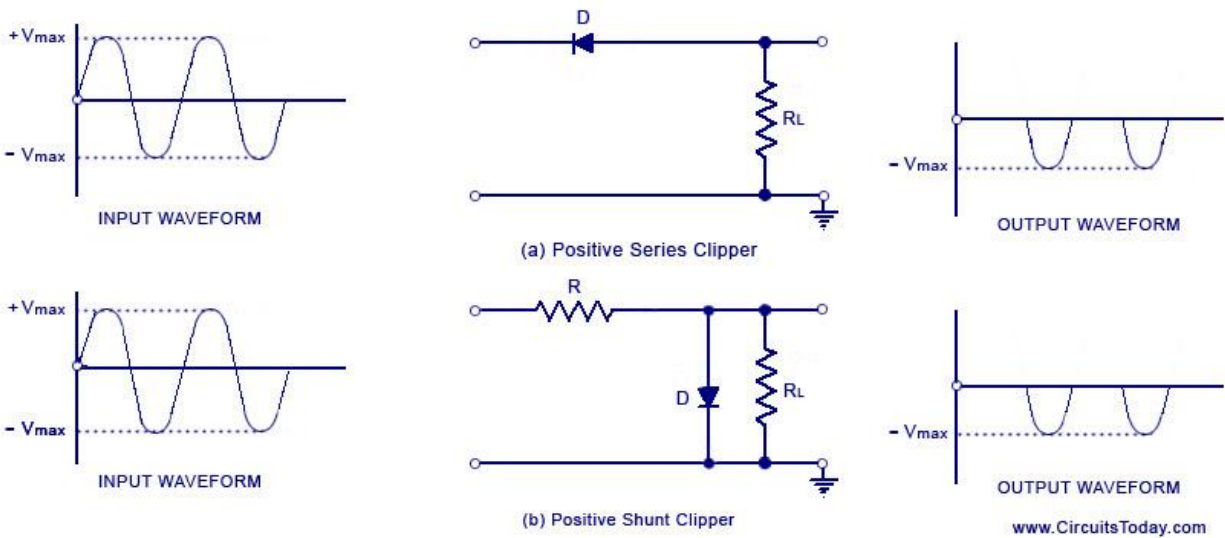 + Vmax
- Vmax
INPUT WAVEFORM
D
RL
(a) Positive Series Clipper
- Vmax
OUTPUT WAVEFORM
+ Vmax
- Vmax
INPUT WAVEFORM
R
D
RL
(b) Positive Shunt Clipper
- Vmax
OUTPUT WAVEFORM
www.CircuitsToday.com